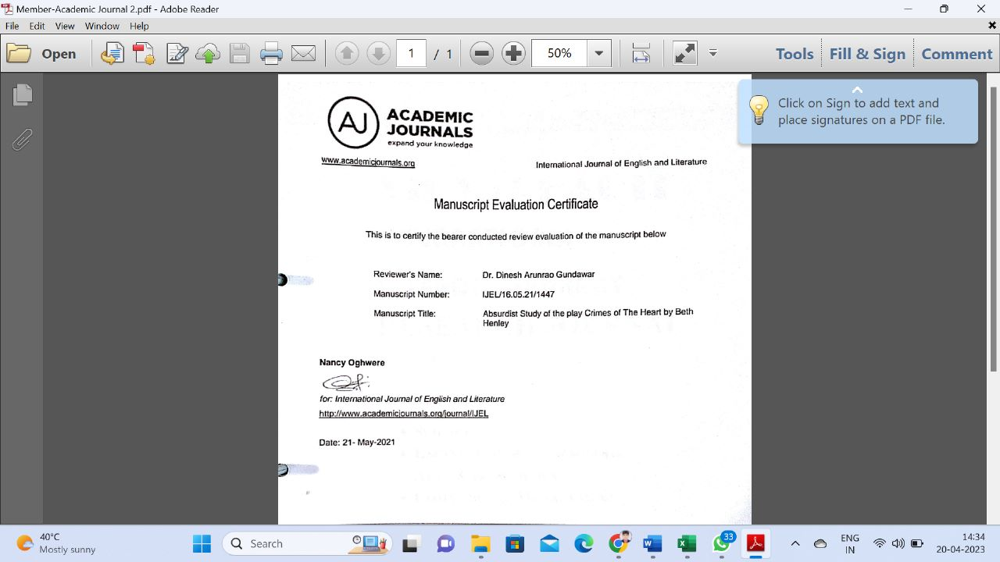 Member-Academic Journal 2.pdf - Adobe Reader
File Edit View Window Help
Open
1 / 1
50%
Tools Fill & Sign Comment
Click on Sign to add text and
place signatures on a PDF file.
AJ
ACADEMIC
JOURNALS
expand your knowledge
www.academicjournals.org
International Journal of English and Literature
Manuscript Evaluation Certificate
This is to certify the bearer conducted review evaluation of the manuscript below
Reviewer's Name: Dr. Dinesh Arunrao Gundawar
Manuscript Number: IJEL/16.05.21/1447
Manuscript Title: Absurdist Study of the play Crimes of The Heart by Beth
Henley
Nancy Oghwere
for: International Journal of English and Literature
http://www.academicjournals.org/journal/IJEL
Date: 21- May-2021
40°C
Mostly sunny
Search
33
ENG
IN
14:34
20-04-2023